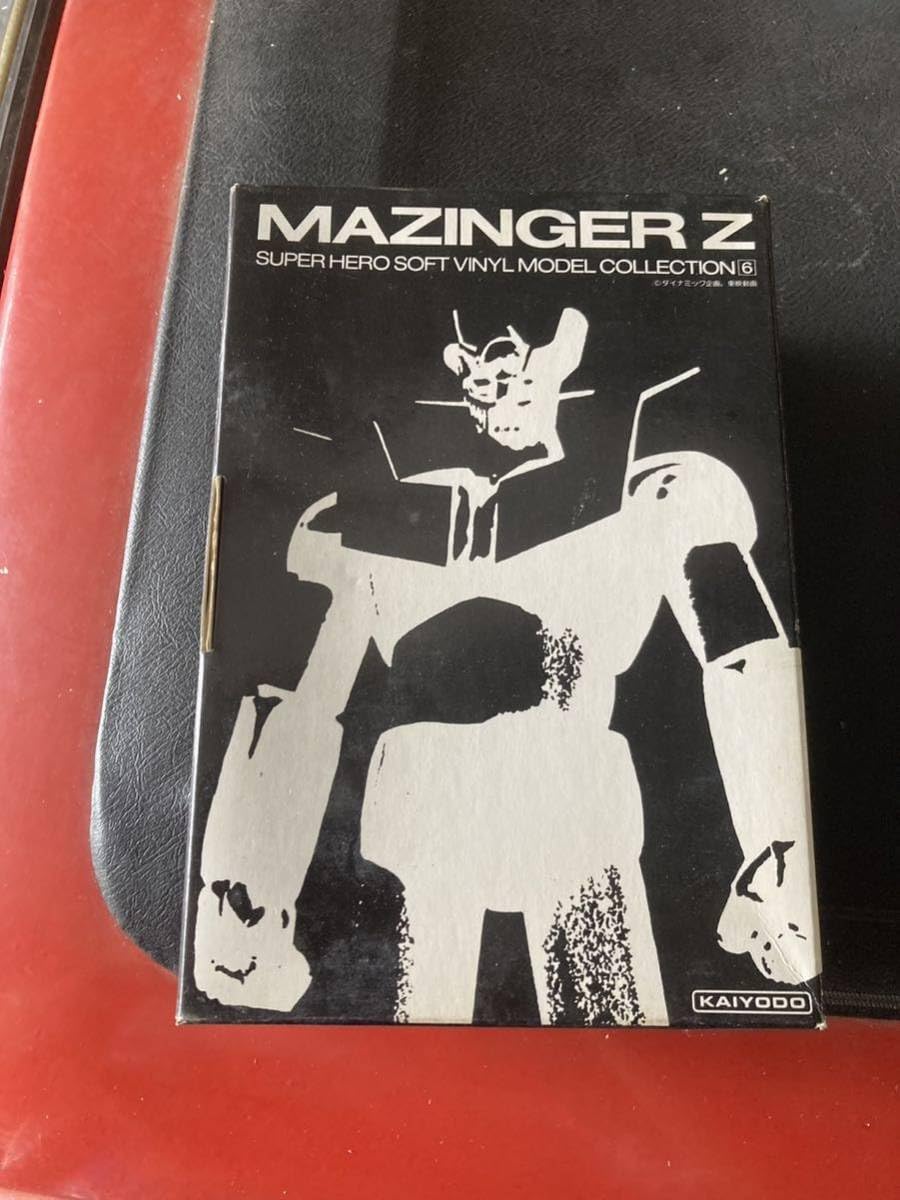 MAZINGER Z
SUPER HERO SOFT VINYL MODEL COLLECTION 6
©ダイナミック企画，東映動画
KAIYODO